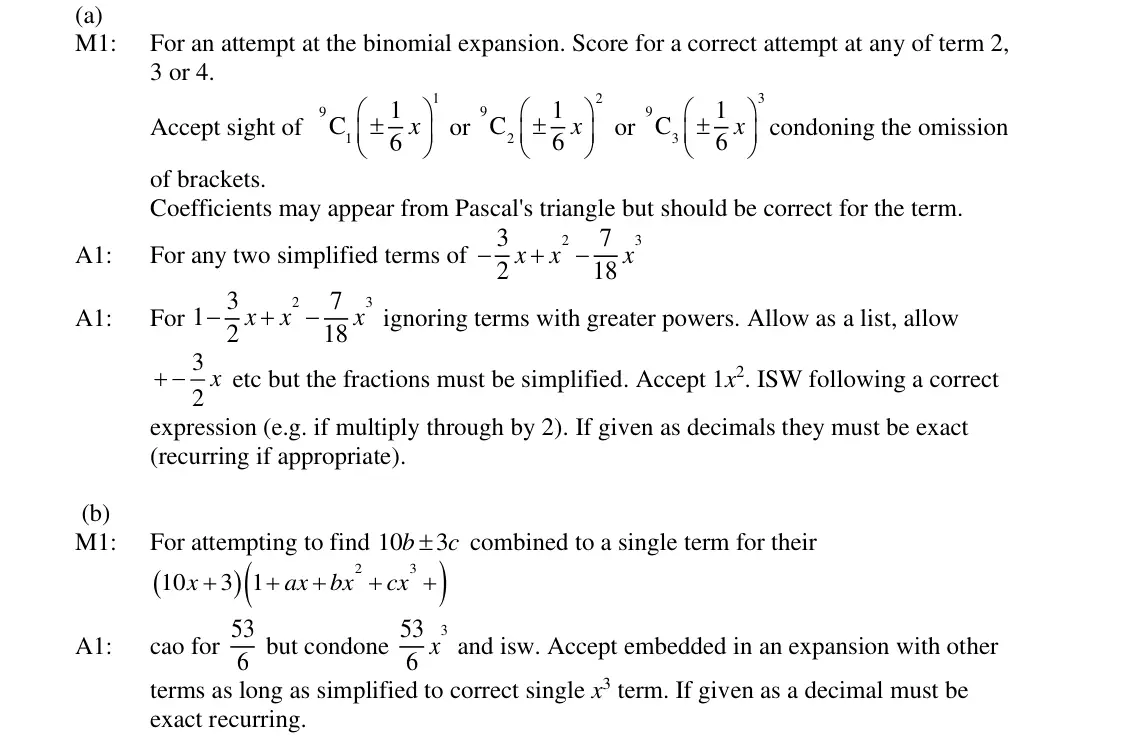 (a)
M1: For an attempt at the binomial expansion. Score for a correct attempt at any of term 2,
3 or 4.
Accept sight of ⁹C₁(±1/6 x)¹ or ⁹C₂(±1/6 x)² or ⁹C₃(±1/6 x)³ condoning the omission
of brackets.
Coefficients may appear from Pascal's triangle but should be correct for the term.
A1: For any two simplified terms of −3/2 x + x² − 7/18 x³
A1: For 1 − 3/2 x + x² − 7/18 x³ ignoring terms with greater powers. Allow as a list, allow
+ − 3/2 x etc but the fractions must be simplified. Accept 1x². ISW following a correct
expression (e.g. if multiply through by 2). If given as decimals they must be exact
(recurring if appropriate).
(b)
M1: For attempting to find 10b ± 3c combined to a single term for their
(10x + 3)(1 + ax + bx² + cx³ +)
A1: cao for 53/6 but condone 53/6 x³ and isw. Accept embedded in an expansion with other
terms as long as simplified to correct single x³ term. If given as a decimal must be
exact recurring.